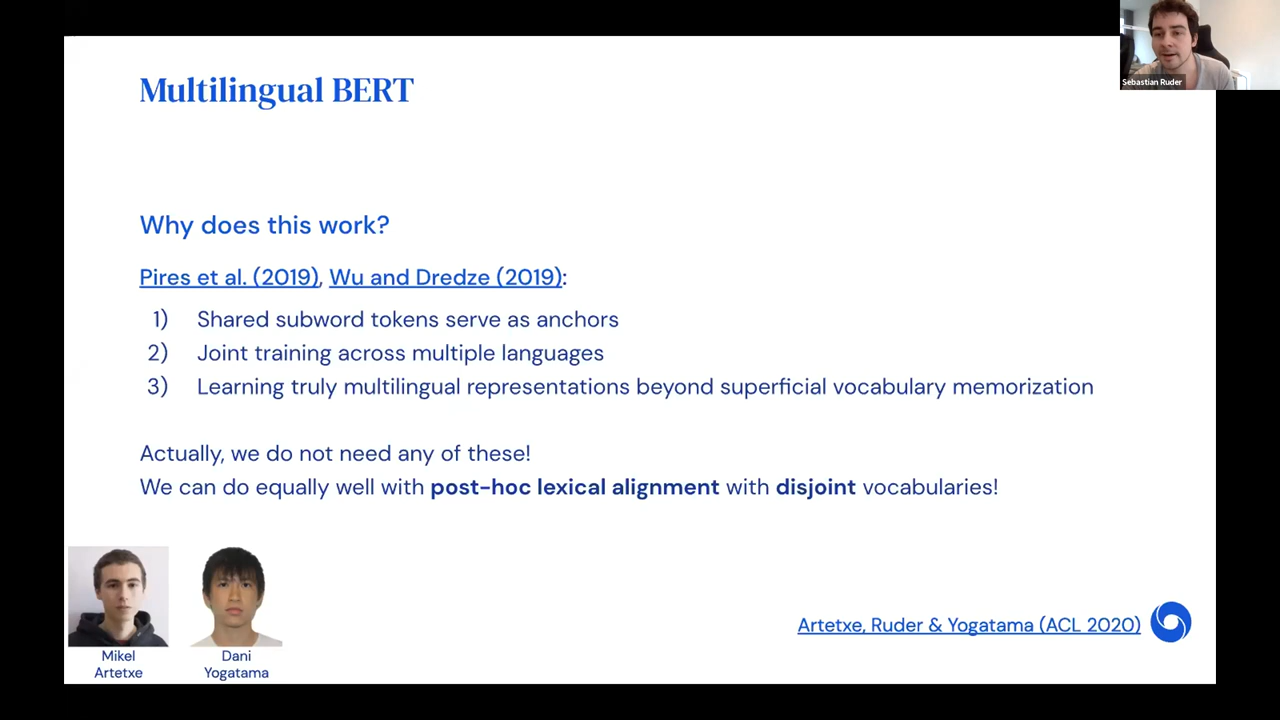 Sebastian Ruder
Multilingual BERT
Why does this work?
Pires et al. (2019), Wu and Dredze (2019):
1) Shared subword tokens serve as anchors
2) Joint training across multiple languages
3) Learning truly multilingual representations beyond superficial vocabulary memorization
Actually, we do not need any of these!
We can do equally well with post-hoc lexical alignment with disjoint vocabularies!
Mikel
Artetxe
Dani
Yogatama
Artetxe, Ruder & Yogatama (ACL 2020)